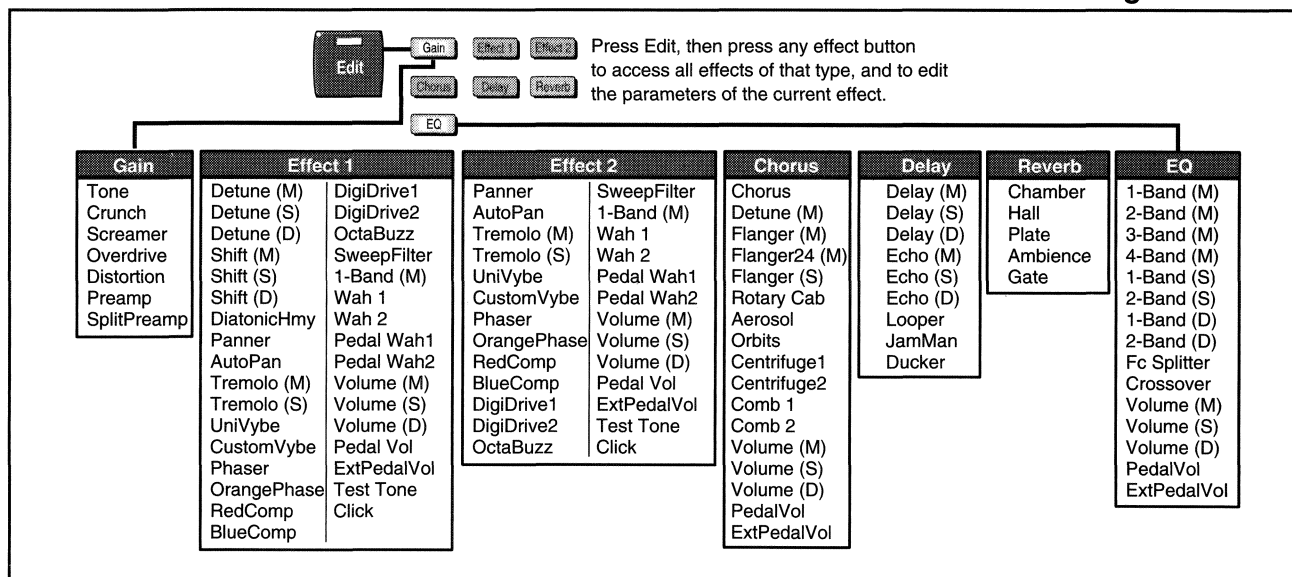 Edit
Gain
Effect 1
Effect 2
Chorus
Delay
Reverb
EQ
Press Edit, then press any effect button
to access all effects of that type, and to edit
the parameters of the current effect.
Gain
Tone
Crunch
Screamer
Overdrive
Distortion
Preamp
SplitPreamp
Effect 1
Detune (M)
Detune (S)
Detune (D)
Shift (M)
Shift (S)
Shift (D)
DiatonicHmy
Panner
AutoPan
Tremolo (M)
Tremolo (S)
UniVybe
CustomVybe
Phaser
OrangePhase
RedComp
BlueComp
DigiDrive1
DigiDrive2
OctaBuzz
SweepFilter
1-Band (M)
Wah 1
Wah 2
Pedal Wah1
Pedal Wah2
Volume (M)
Volume (S)
Volume (D)
Pedal Vol
ExtPedalVol
Test Tone
Click
Effect 2
Panner
AutoPan
Tremolo (M)
Tremolo (S)
UniVybe
CustomVybe
Phaser
OrangePhase
RedComp
BlueComp
DigiDrive1
DigiDrive2
OctaBuzz
SweepFilter
1-Band (M)
Wah 1
Wah 2
Pedal Wah1
Pedal Wah2
Volume (M)
Volume (S)
Volume (D)
Pedal Vol
ExtPedalVol
Test Tone
Click
Chorus
Chorus
Detune (M)
Flanger (M)
Flanger24 (M)
Flanger (S)
Rotary Cab
Aerosol
Orbits
Centrifuge1
Centrifuge2
Comb 1
Comb 2
Volume (M)
Volume (S)
Volume (D)
PedalVol
ExtPedalVol
Delay
Delay (M)
Delay (S)
Delay (D)
Echo (M)
Echo (S)
Echo (D)
Looper
JamMan
Ducker
Reverb
Chamber
Hall
Plate
Ambience
Gate
EQ
1-Band (M)
2-Band (M)
3-Band (M)
4-Band (M)
1-Band (S)
2-Band (S)
1-Band (D)
2-Band (D)
Fc Splitter
Crossover
Volume (M)
Volume (S)
Volume (D)
PedalVol
ExtPedalVol